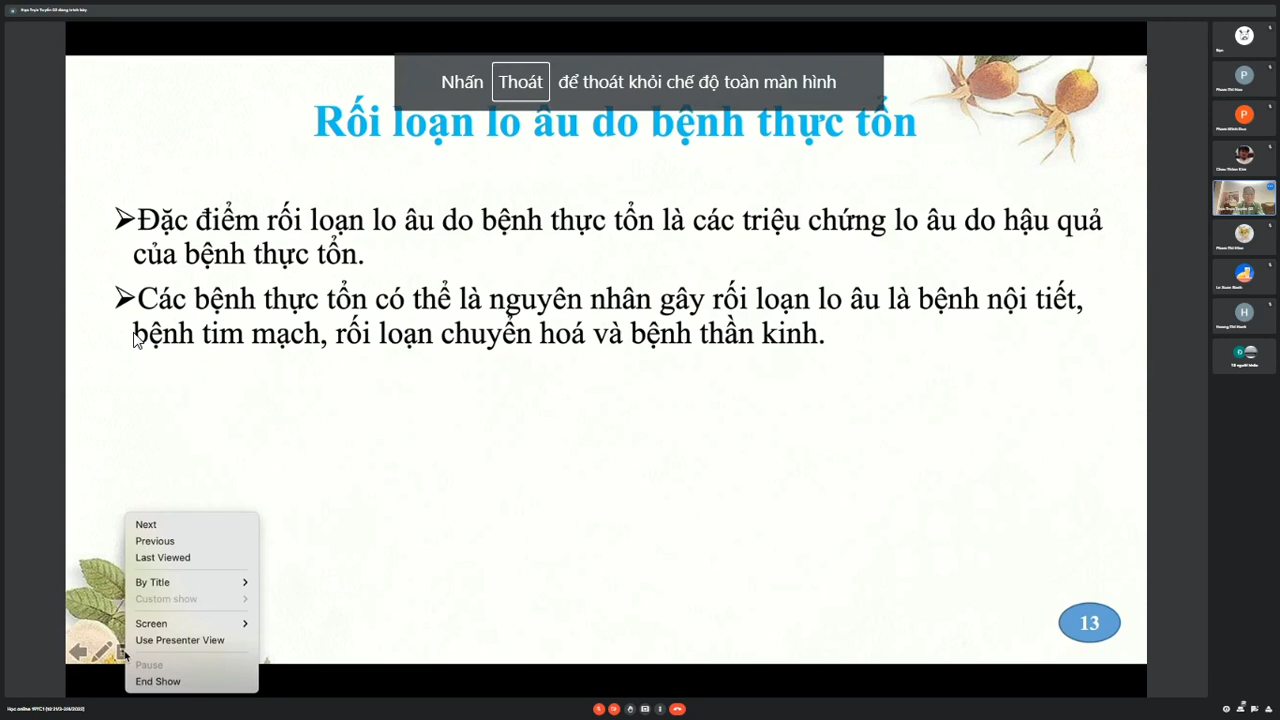 Nhấn Thoát để thoát khỏi chế độ toàn màn hình
Rối loạn lo âu do bệnh thực tổn
➢Đặc điểm rối loạn lo âu do bệnh thực tổn là các triệu chứng lo âu do hậu quả
của bệnh thực tổn.
➢Các bệnh thực tổn có thể là nguyên nhân gây rối loạn lo âu là bệnh nội tiết,
bệnh tim mạch, rối loạn chuyển hoá và bệnh thần kinh.
Next
Previous
Last Viewed
By Title
Custom show
Screen
Use Presenter View
Pause
End Show
13
P
P
H